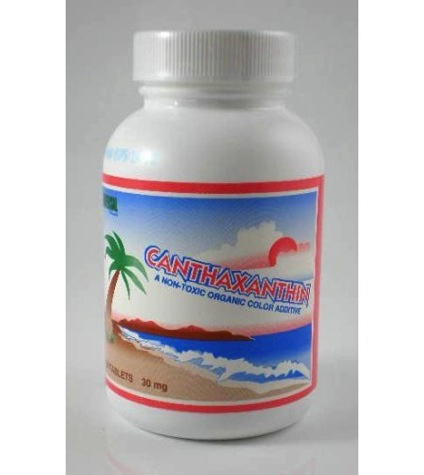 CANTHAXANTHIN
A NON-TOXIC ORGANIC COLOR ADDITIVE
TABLETS 30 mg